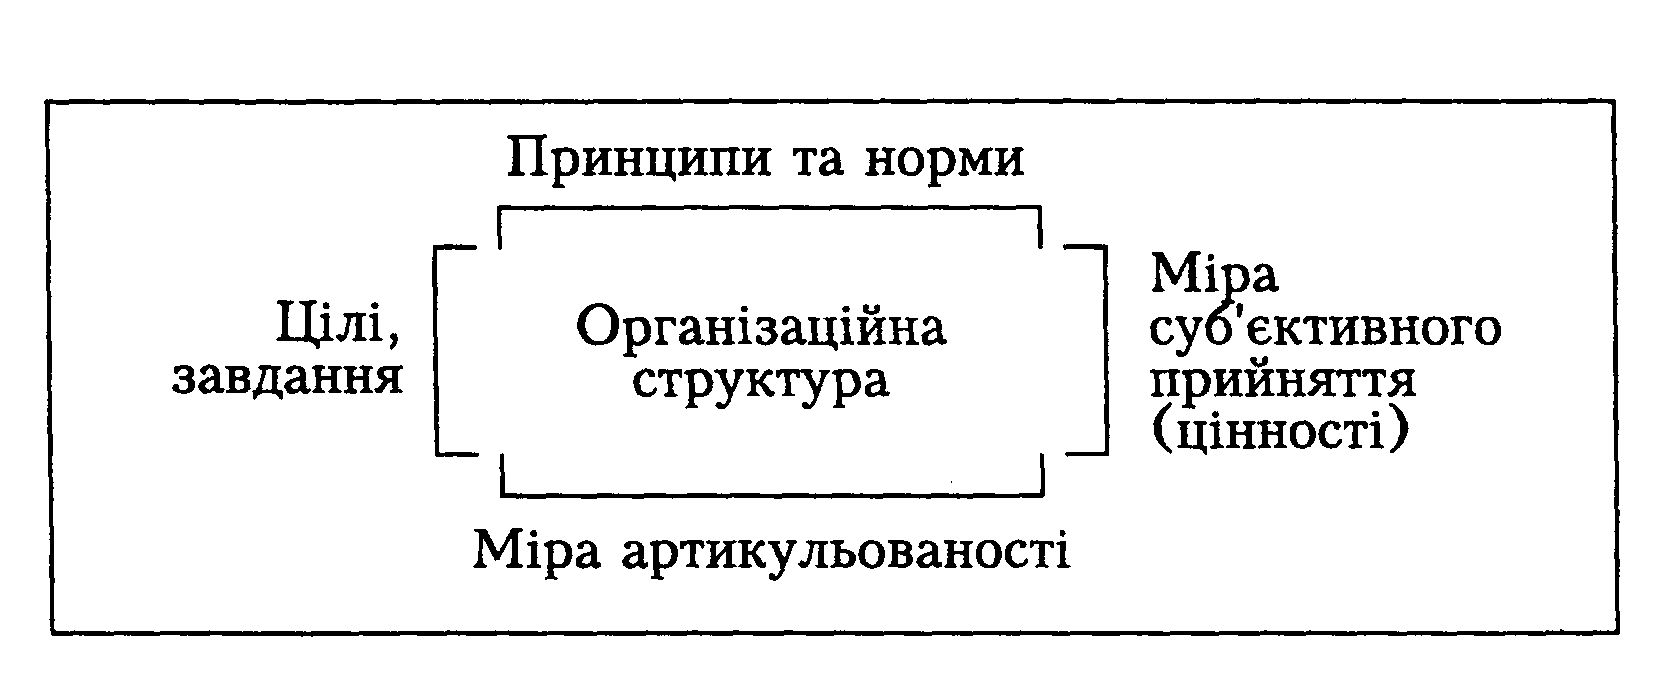 Принципи та норми
Цілі,
завдання
Організаційна
структура
Міра
суб'єктивного
прийняття
(цінності)
Міра артикульованості